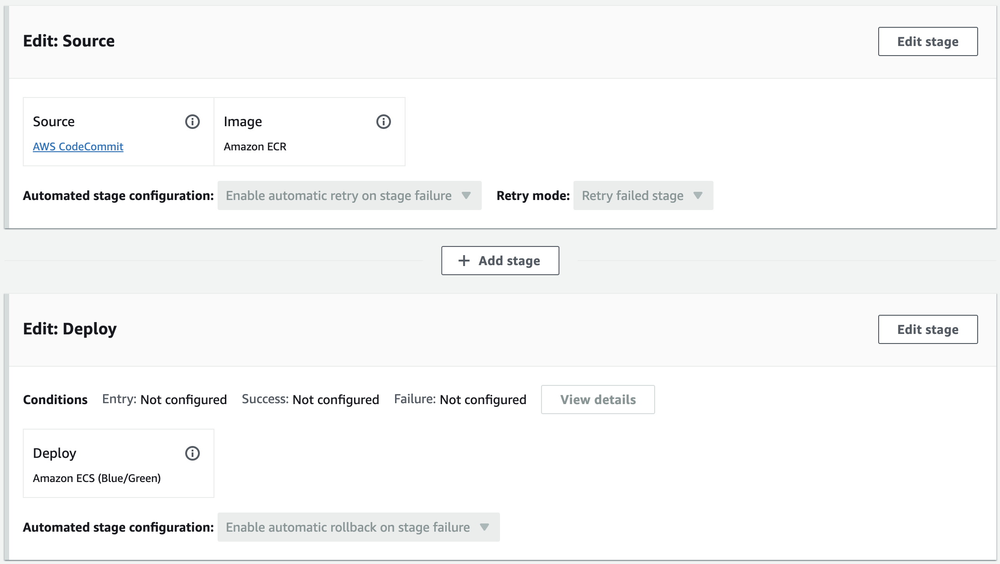 Edit: Source
Edit stage
Source
Image
AWS CodeCommit
Amazon ECR
Automated stage configuration: Enable automatic retry on stage failure Retry mode: Retry failed stage
+ Add stage
Edit: Deploy
Edit stage
Conditions Entry: Not configured Success: Not configured Failure: Not configured View details
Deploy
Amazon ECS (Blue/Green)
Automated stage configuration: Enable automatic rollback on stage failure